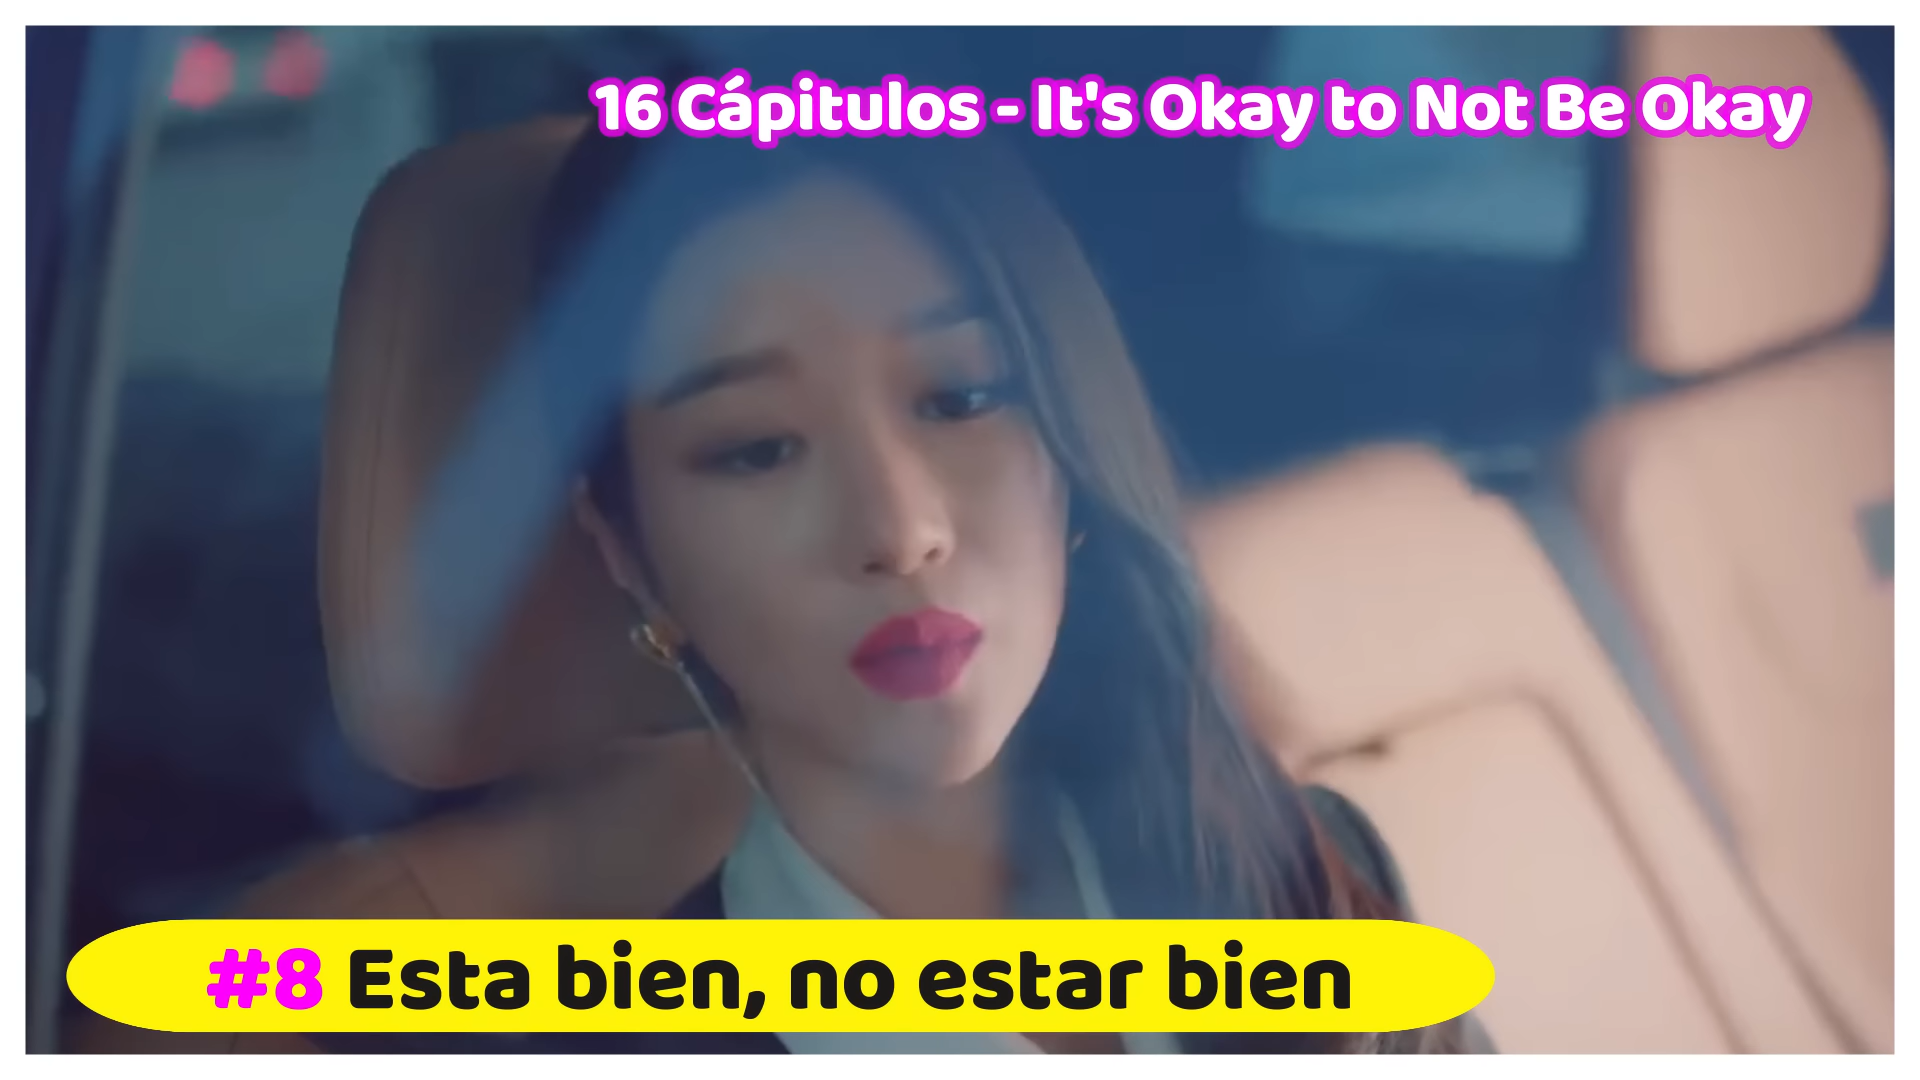 16 Cápitulos - It's Okay to Not Be Okay
#8 Esta bien, no estar bien